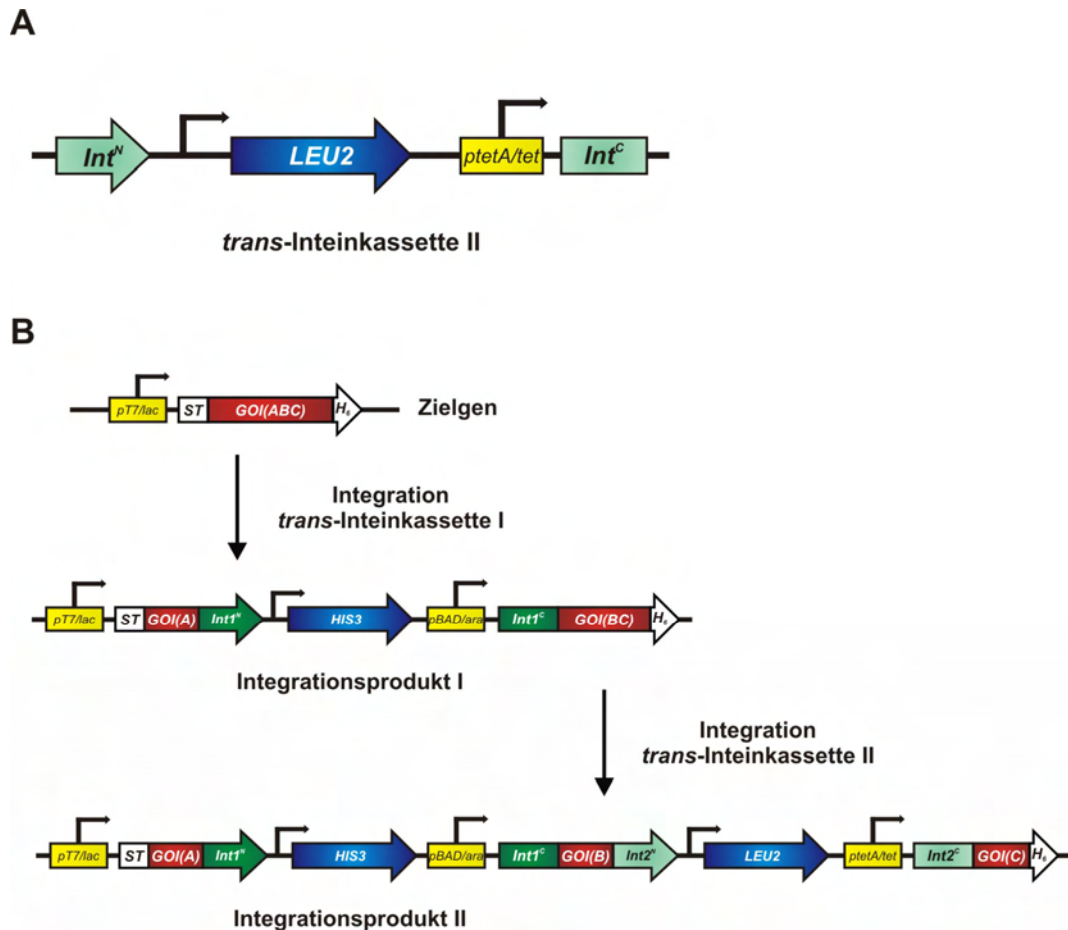 A
Intᴺ LEU2 ptetA/tet Intᶜ
trans-Inteinkassette II
B
pT7/lac ST GOI(ABC) H₆ Zielgen
Integration
trans-Inteinkassette I
pT7/lac ST GOI(A) Int1ᴺ HIS3 pBAD/ara Int1ᶜ GOI(BC) H₆
Integrationsprodukt I
Integration
trans-Inteinkassette II
pT7/lac ST GOI(A) Int1ᴺ HIS3 pBAD/ara Int1ᶜ GOI(B) Int2ᴺ LEU2 ptetA/tet Int2ᶜ GOI(C) H₆
Integrationsprodukt II